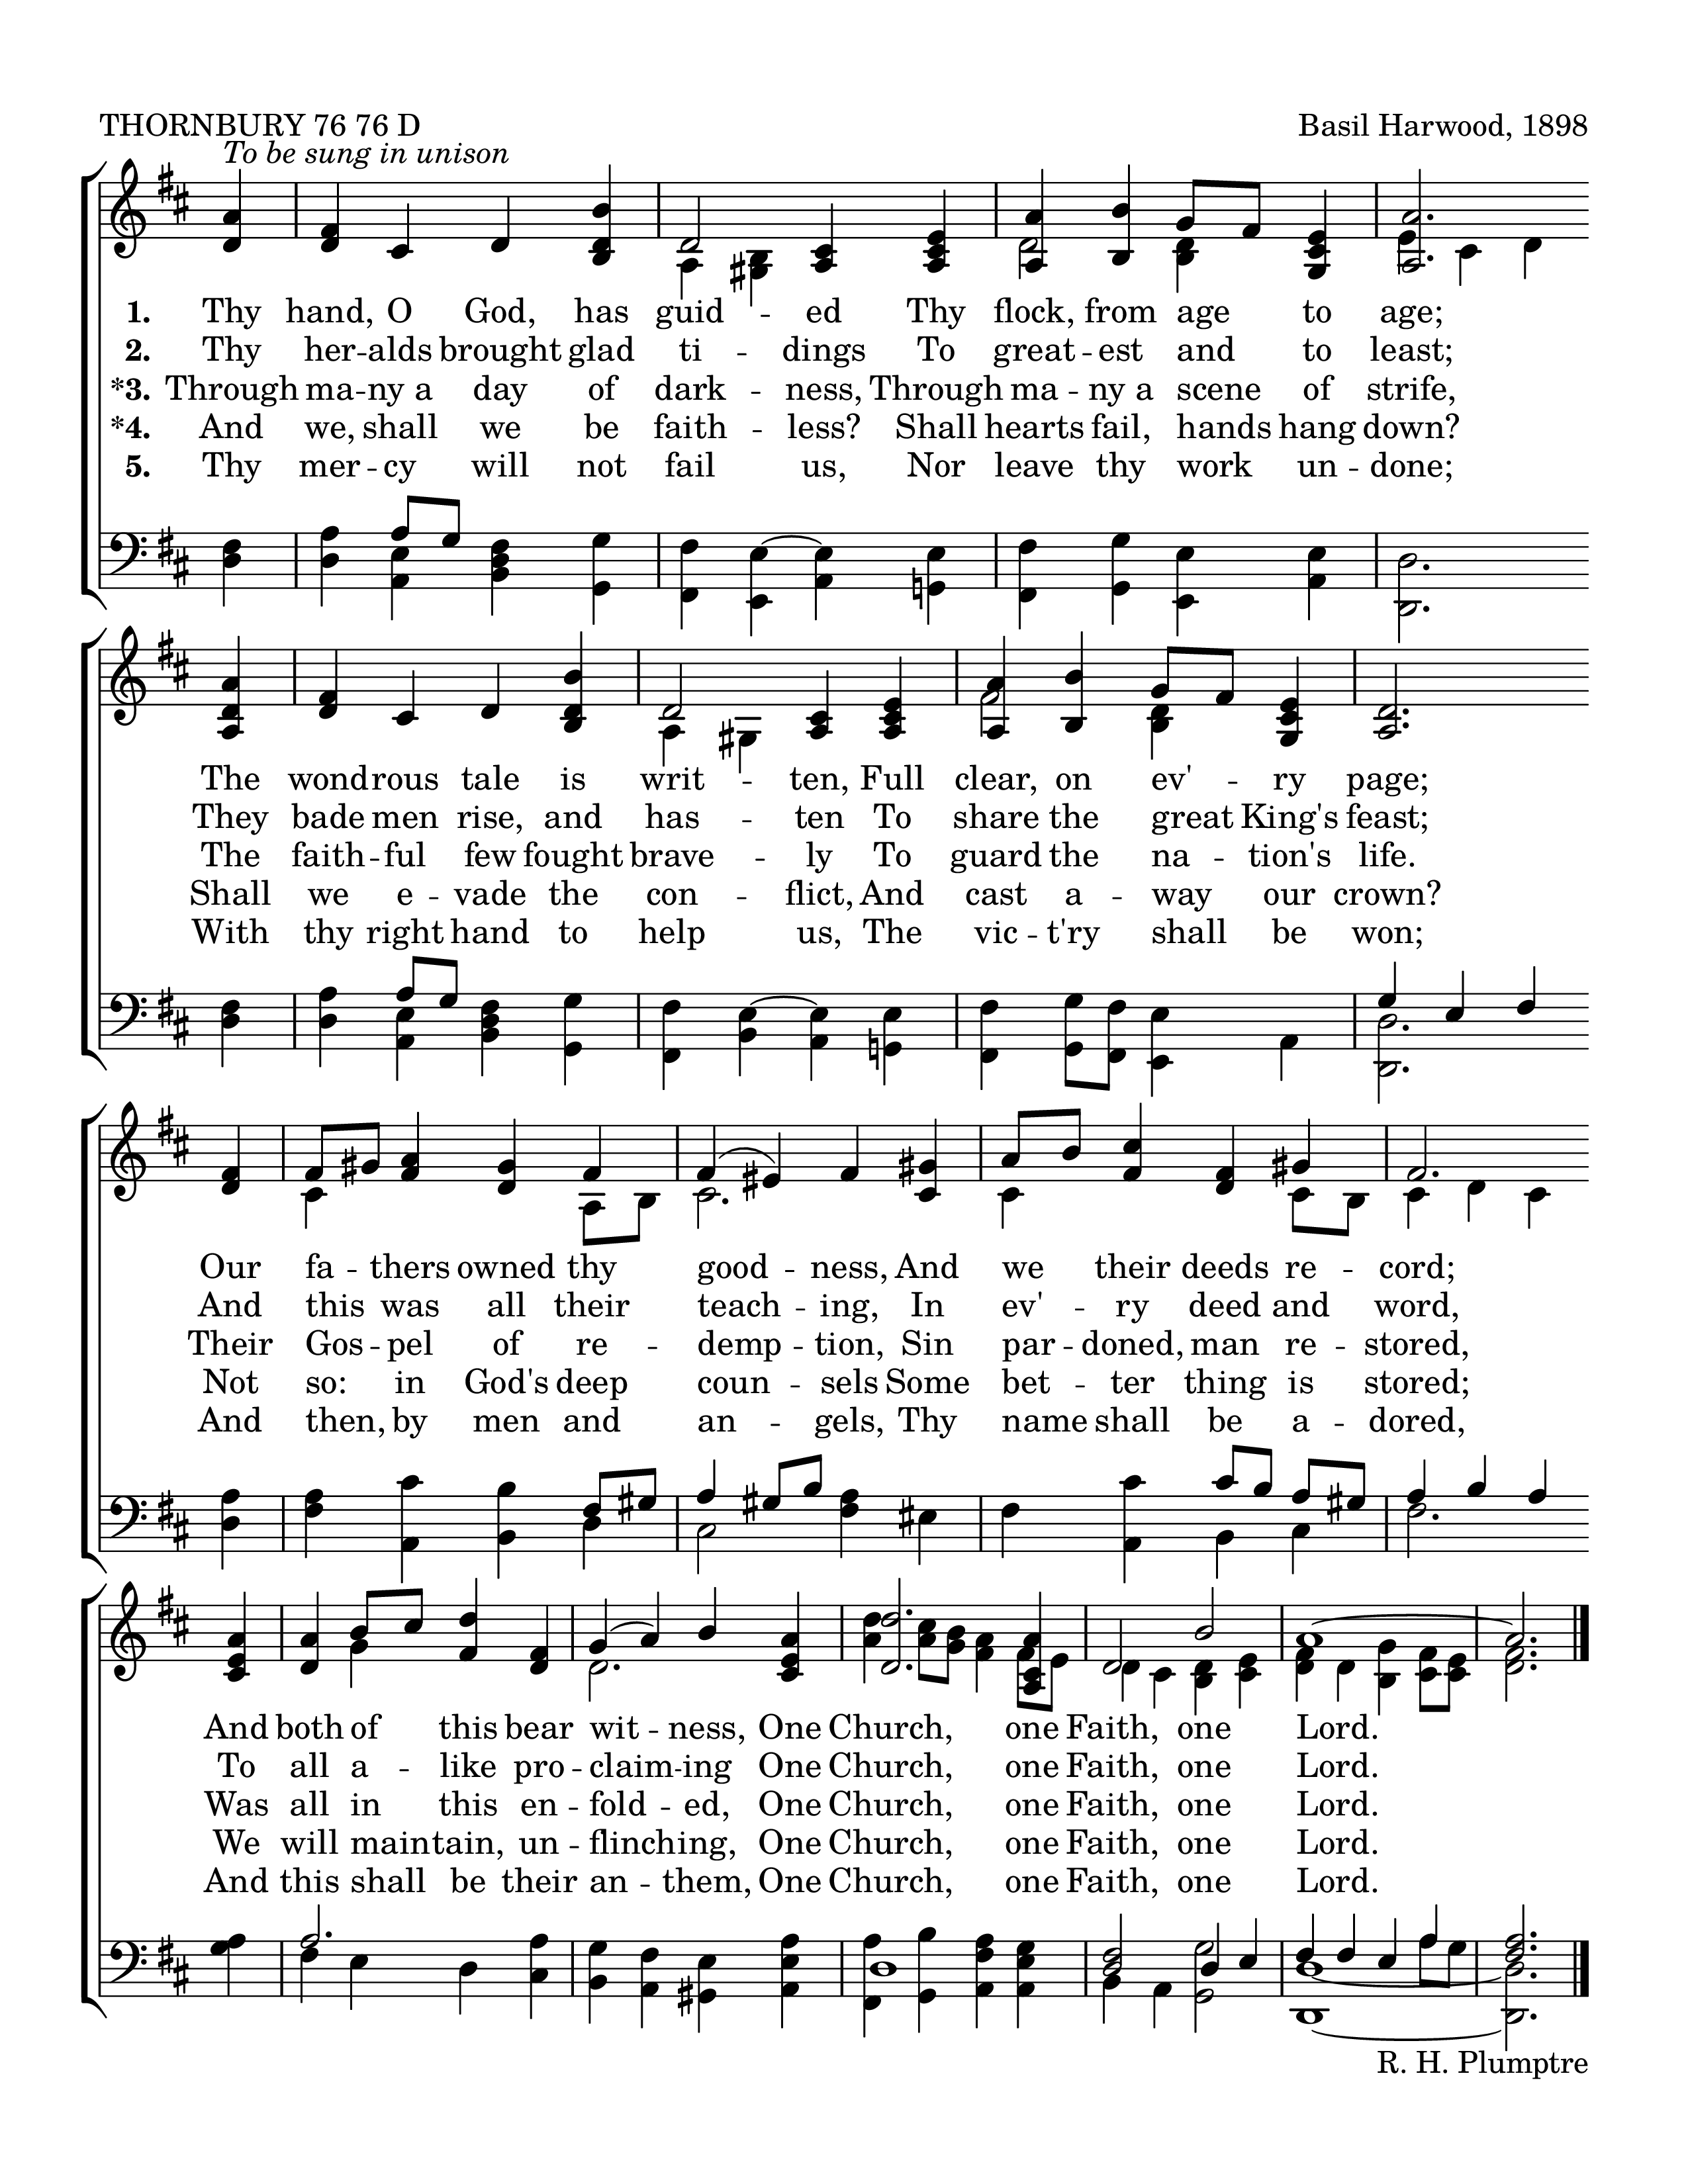 THORNBURY 76 76 D
Basil Harwood, 1898
To be sung in unison
1. Thy hand, O God, has guid -- ed Thy flock, from age to age;
2. Thy her -- alds brought glad ti -- dings To great -- est and to least;
*3. Through ma -- ny a day of dark -- ness, Through ma -- ny a scene of strife,
*4. And we, shall we be faith -- less? Shall hearts fail, hands hang down?
5. Thy mer -- cy will not fail us, Nor leave thy work un -- done;
The wond -- rous tale is writ -- ten, Full clear, on ev' -- ry page;
They bade men rise, and has -- ten To share the great King's feast;
The faith -- ful few fought brave -- ly To guard the na -- tion's life.
Shall we e -- vade the con -- flict, And cast a -- way our crown?
With thy right hand to help us, The vic -- t'ry shall be won;
Our fa -- thers owned thy good -- ness, And we their deeds re -- cord;
And this was all their teach -- ing, In ev' -- ry deed and word,
Their Gos -- pel of re -- demp -- tion, Sin par -- doned, man re -- stored,
Not so: in God's deep coun -- sels Some bet -- ter thing is stored;
And then, by men and an -- gels, Thy name shall be a -- dored,
And both of this bear wit -- ness, One Church, one Faith, one Lord.
To all a -- like pro -- claim -- ing One Church, one Faith, one Lord.
Was all in this en -- fold -- ed, One Church, one Faith, one Lord.
We will main -- tain, un -- flinch -- ing, One Church, one Faith, one Lord.
And this shall be their an -- them, One Church, one Faith, one Lord.
R. H. Plumptre